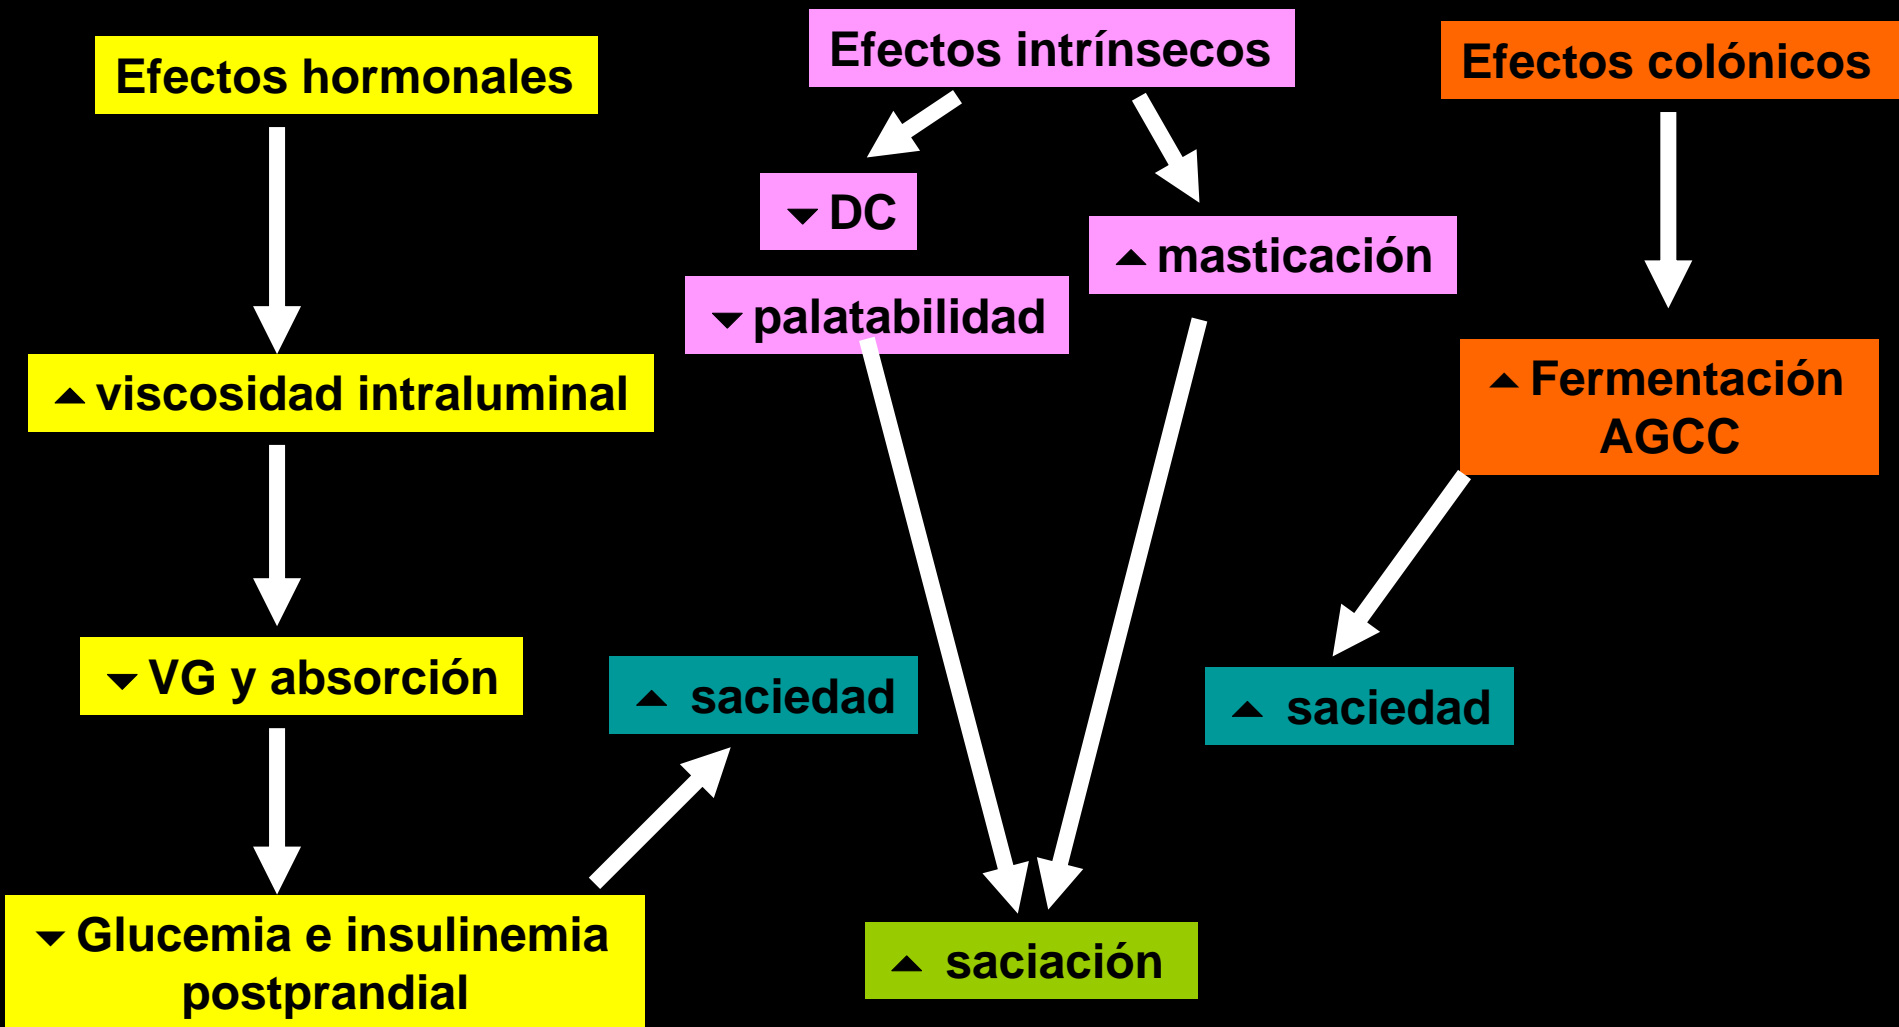 Efectos hormonales
▲ viscosidad intraluminal
▼ VG y absorción
▼ Glucemia e insulinemia
postprandial
▲ saciedad
Efectos intrínsecos
▼ DC
▼ palatabilidad
▲ masticación
▲ saciación
Efectos colónicos
▲ Fermentación
AGCC
▲ saciedad